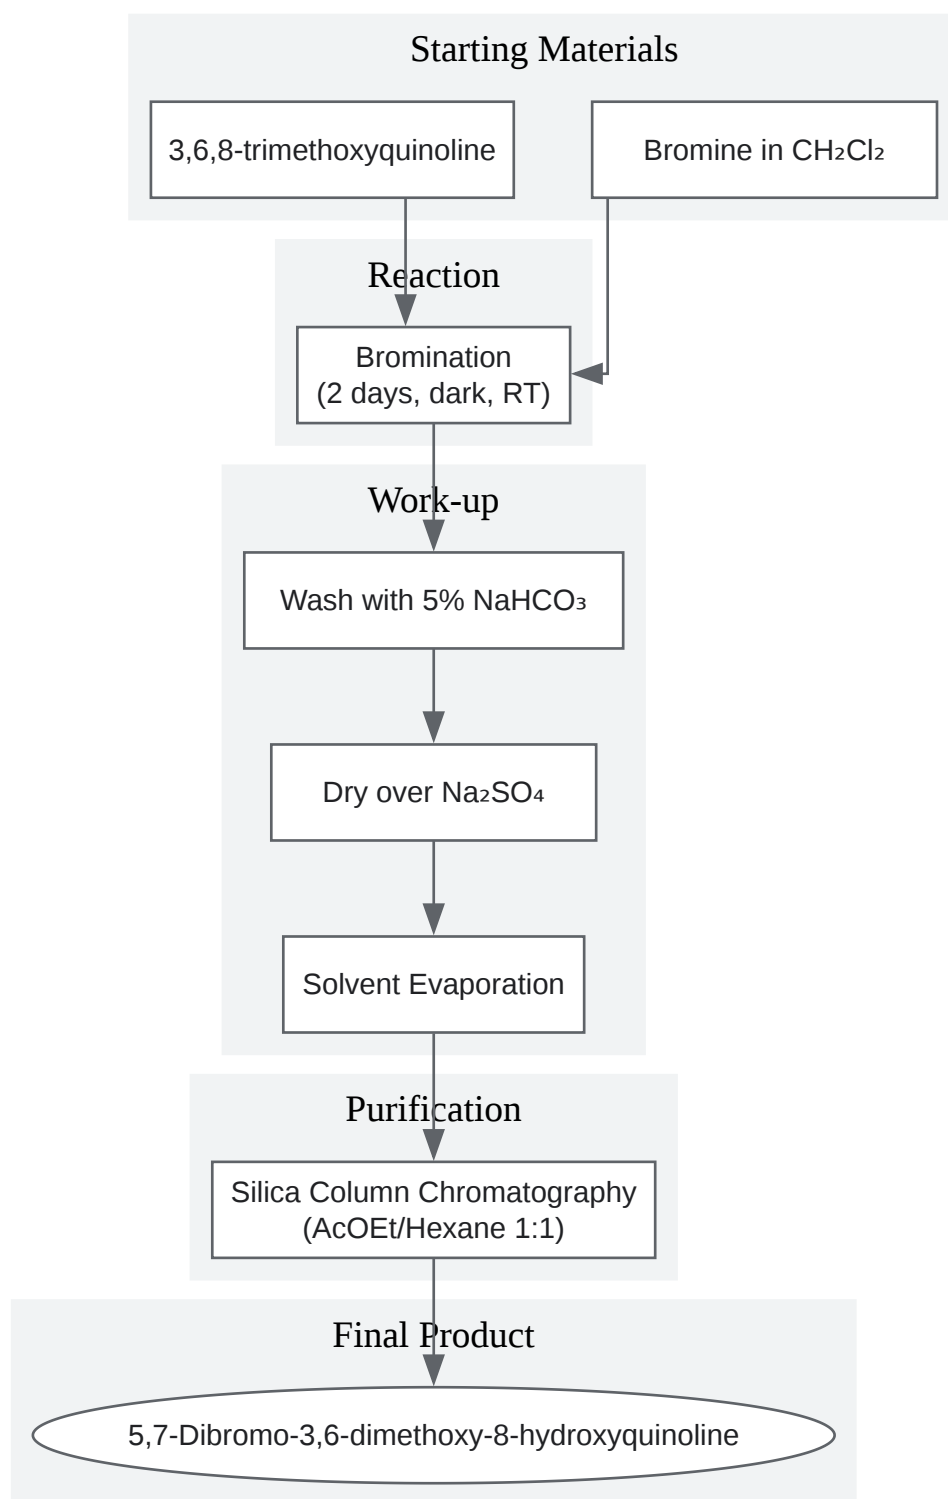 Starting Materials
3,6,8-trimethoxyquinoline
Bromine in CH₂Cl₂
Reaction
Bromination
(2 days, dark, RT)
Work-up
Wash with 5% NaHCO₃
Dry over Na₂SO₄
Solvent Evaporation
Purification
Silica Column Chromatography
(AcOEt/Hexane 1:1)
Final Product
5,7-Dibromo-3,6-dimethoxy-8-hydroxyquinoline